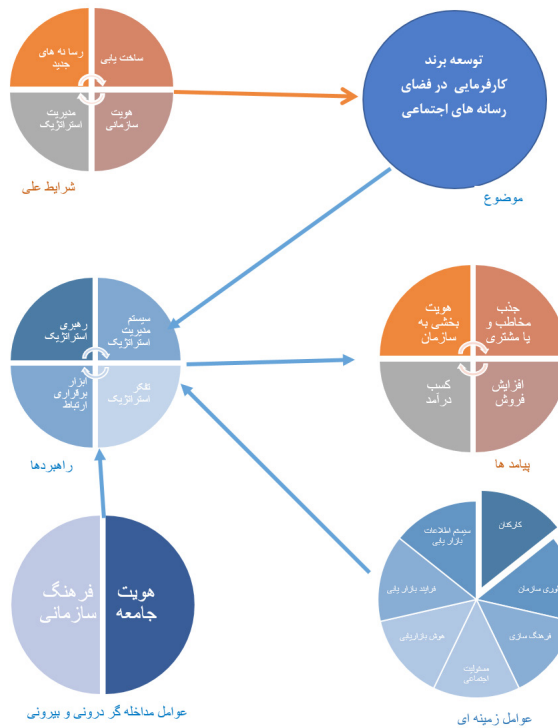 توسعه برند
کارفرمایی در فضای
رسانه های اجتماعی
موضوع
ساخت یابی
رسانه های
جدید
هویت
سازمانی
مدیریت
استراتژیک
شرایط علی
سیستم
مدیریت
استراتژیک
رهبری
استراتژیک
تفکر
استراتژیک
ابزار
برقراری
ارتباط
راهبردها
جذب
مخاطب و
یا مشتری
هویت
بخشی به
سازمان
افزایش
فروش
کسب
درآمد
پیامد ها
هویت
جامعه
فرهنگ
سازمانی
عوامل مداخله گر درونی و بیرونی
کارکنان
سازمان
فرهنگ سازی
مسئولیت
اجتماعی
هوش بازاریابی
فرایند بازار یابی
سیستم اطلاعات
بازار یابی
عوامل زمینه ای